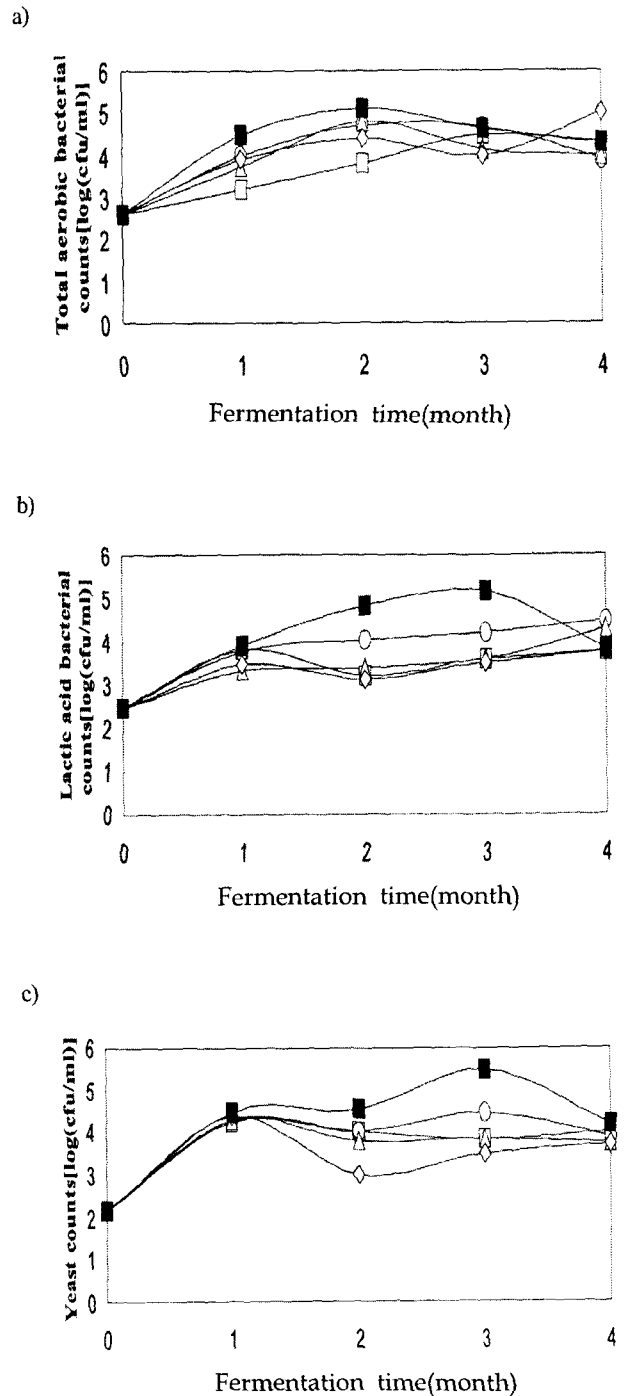 a)
Total aerobic bacterial
counts[log(cfu/ml)]
6
5
4
3
2
1
0
0 1 2 3 4
Fermentation time(month)
b)
Lactic acid bacterial
counts[log(cfu/ml)]
6
5
4
3
2
1
0
0 1 2 3 4
Fermentation time(month)
c)
Yeast counts[log(cfu/ml)]
6
5
4
3
2
1
0
0 1 2 3 4
Fermentation time(month)